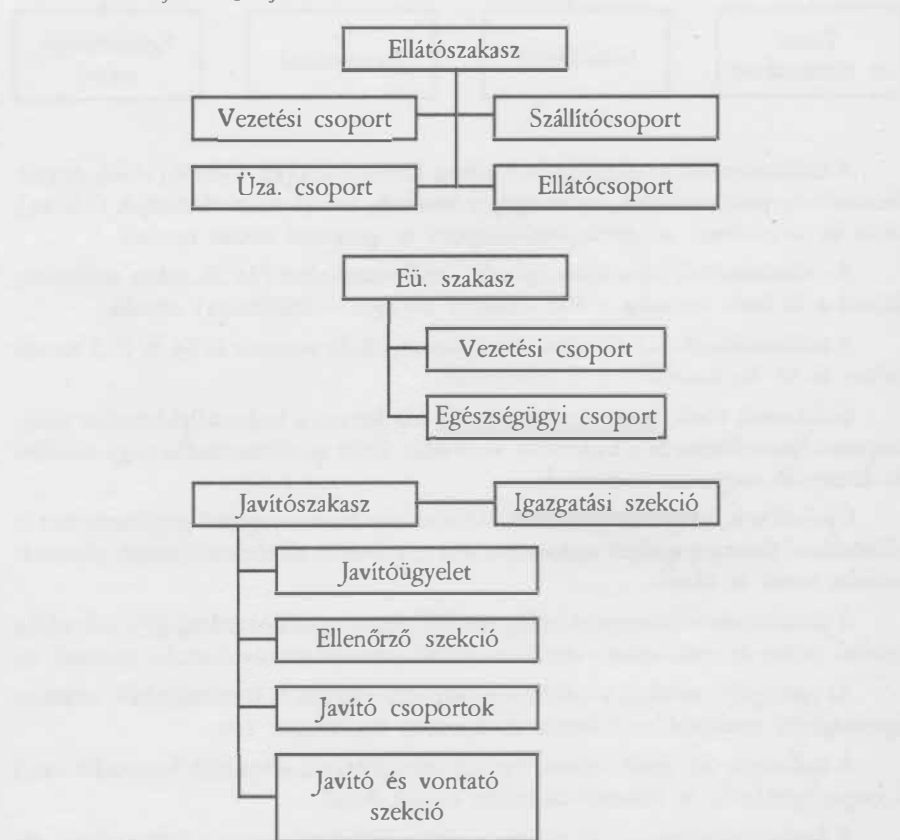 Ellátószakasz
Vezetési csoport
Szállítócsoport
Üza. csoport
Ellátócsoport
Eü. szakasz
Vezetési csoport
Egészségügyi csoport
Javítószakasz
Igazgatási szekció
Javítóügyelet
Ellenőrző szekció
Javító csoportok
Javító és vontató
szekció